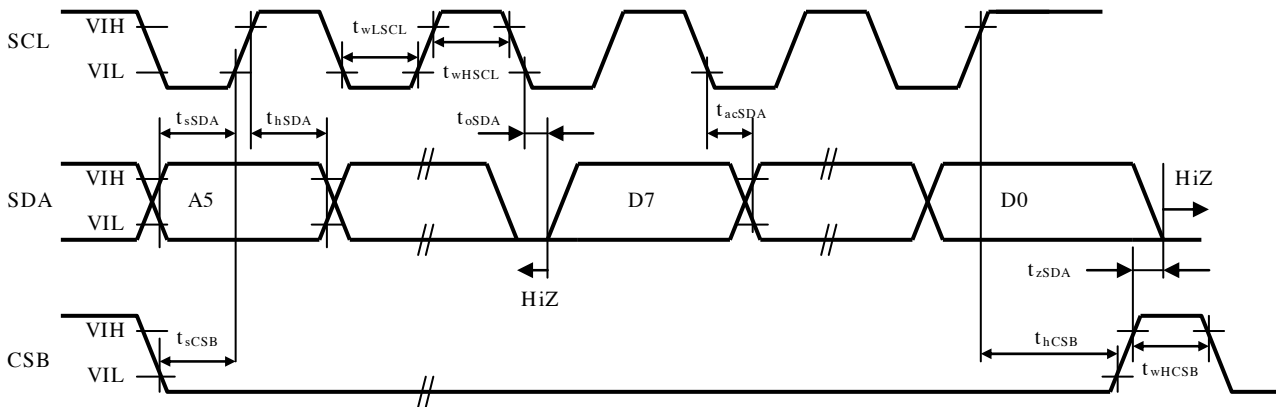 SCL
VIH
VIL
twLSCL
twHSCL
tsSDA
thSDA
toSDA
tacSDA
SDA
VIH
VIL
A5
D7
D0
HiZ
HiZ
tzSDA
CSB
VIH
VIL
tsCSB
thCSB
twHCSB